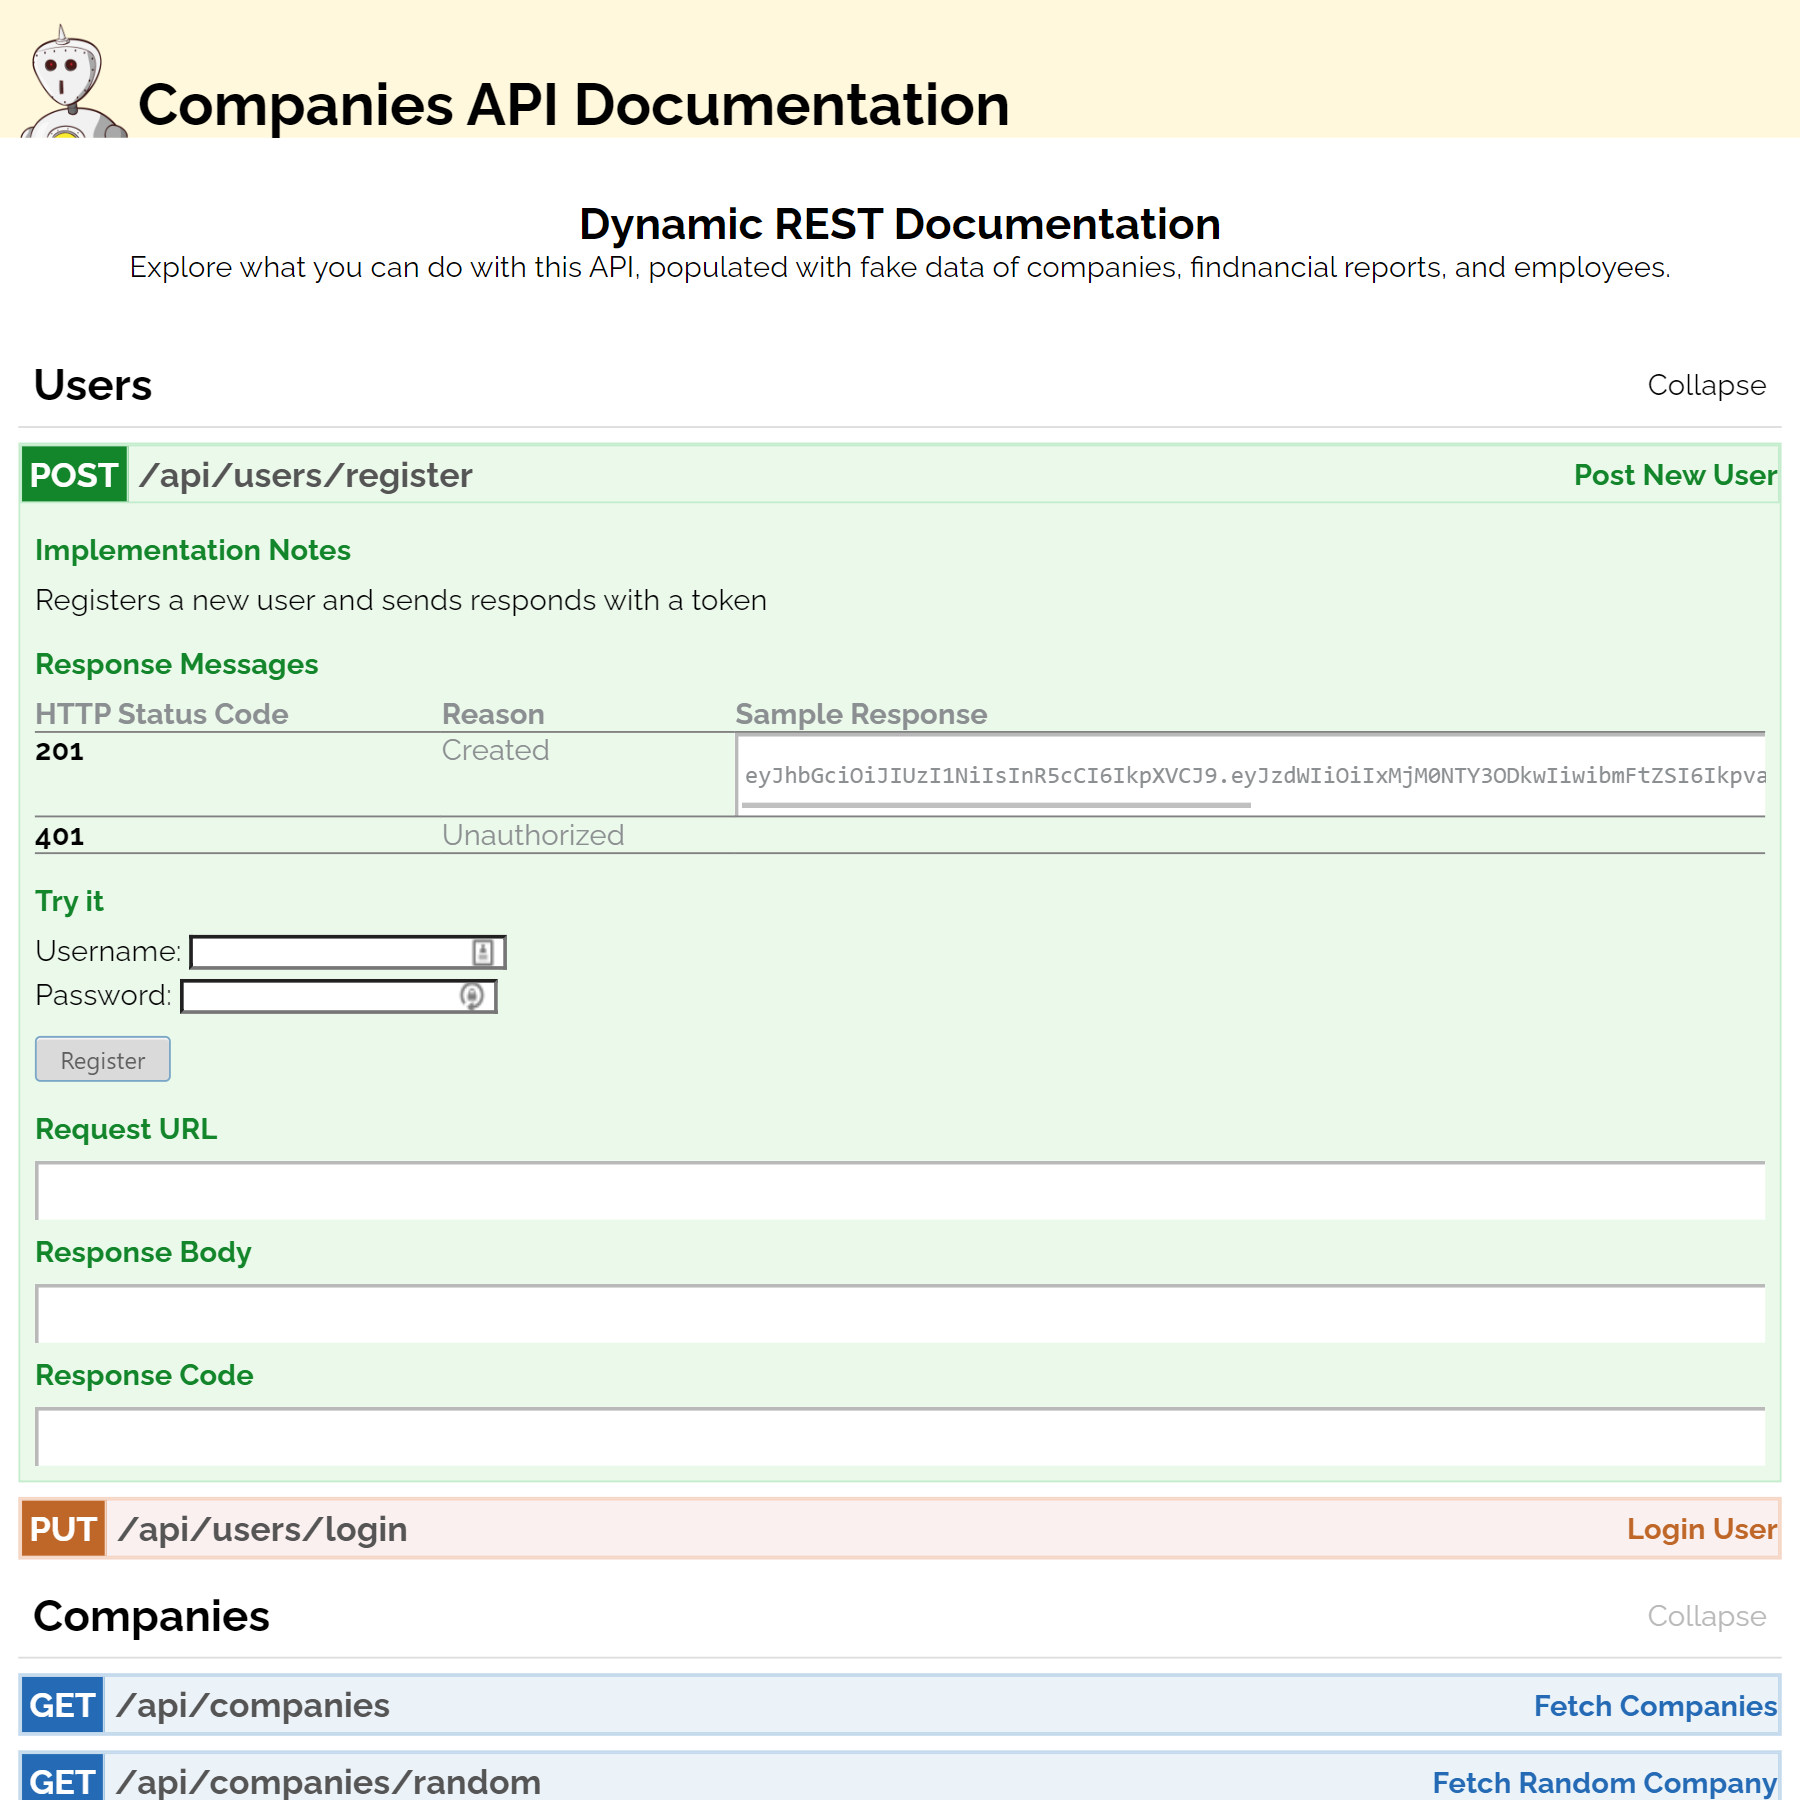 Companies API Documentation
Dynamic REST Documentation
Explore what you can do with this API, populated with fake data of companies, findnancial reports, and employees.
Users Collapse
POST /api/users/register Post New User
Implementation Notes
Registers a new user and sends responds with a token
Response Messages
HTTP Status Code Reason Sample Response
201 Created eyJhbGciOiJIUzI1NiIsInR5cCI6IkpXVCJ9.eyJzdWIiOiIxMjM0NTY3ODkwIiwibmFtZSI6Ikpva
401 Unauthorized
Try it
Username:
Password:
Register
Request URL
Response Body
Response Code
PUT /api/users/login Login User
Companies Collapse
GET /api/companies Fetch Companies
GET /api/companies/random Fetch Random Company